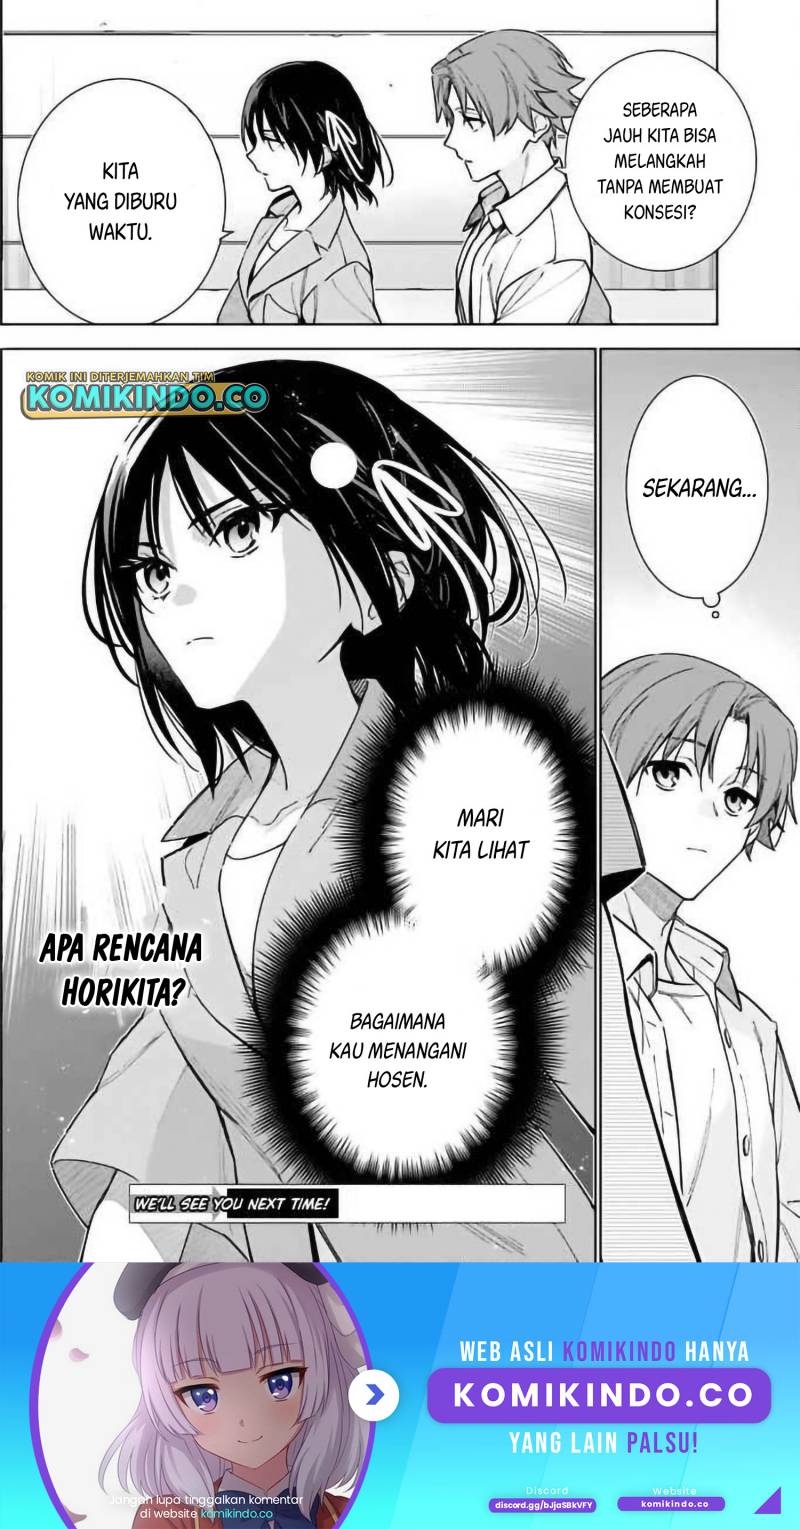 SEBERAPA
JAUH KITA BISA
MELANGKAH
TANPA MEMBUAT
KONSESI?
KITA
YANG DIBURU
WAKTU.
KOMIK INI DITERJEMAHKAN TIM
KOMIKINDO.CO
SEKARANG...
MARI
KITA LIHAT
BAGAIMANA
KAU MENANGANI
HOSEN.
APA RENCANA
HORIKITA?
WE'LL SEE YOU NEXT TIME!
WEB ASLI KOMIKINDO HANYA
KOMIKINDO.CO
YANG LAIN PALSU!
Jangan lupa tinggalkan komentar
di website komikindo.co
Discord
discord.gg/bJjaSBkVFY
Website
komikindo.co